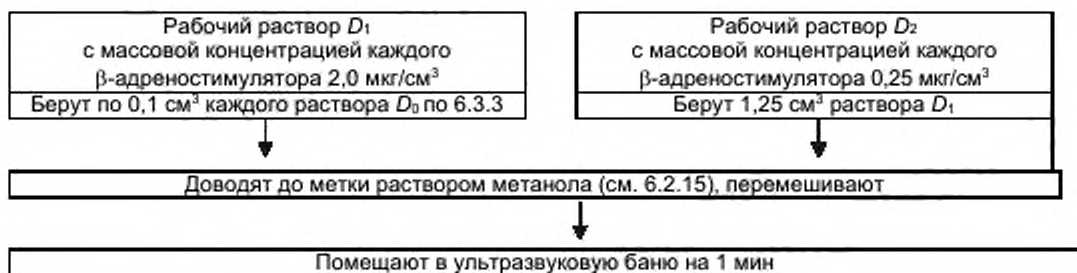 Рабочий раствор D₁
с массовой концентрацией каждого
β-адреностимулятора 2,0 мкг/см³
Берут по 0,1 см³ каждого раствора D₀ по 6.3.3
Рабочий раствор D₂
с массовой концентрацией каждого
β-адреностимулятора 0,25 мкг/см³
Берут 1,25 см³ раствора D₁
Доводят до метки раствором метанола (см. 6.2.15), перемешивают
Помещают в ультразвуковую баню на 1 мин